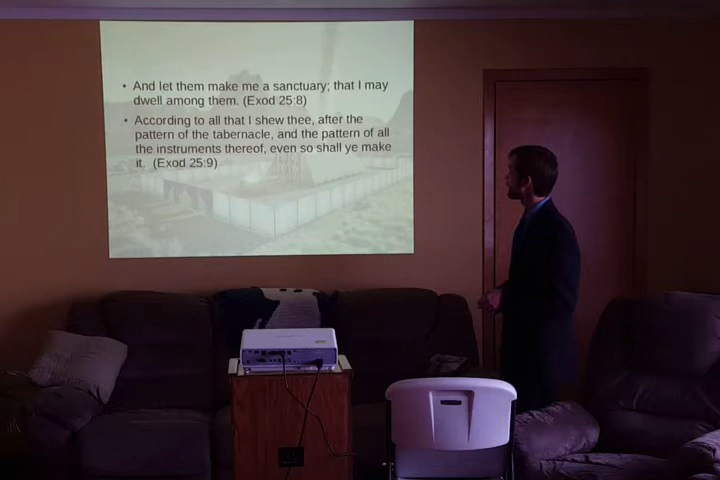 • And let them make me a sanctuary; that I may
dwell among them. (Exod 25:8)
• According to all that I shew thee, after the
pattern of the tabernacle, and the pattern of all
the instruments thereof, even so shall ye make
it. (Exod 25:9)